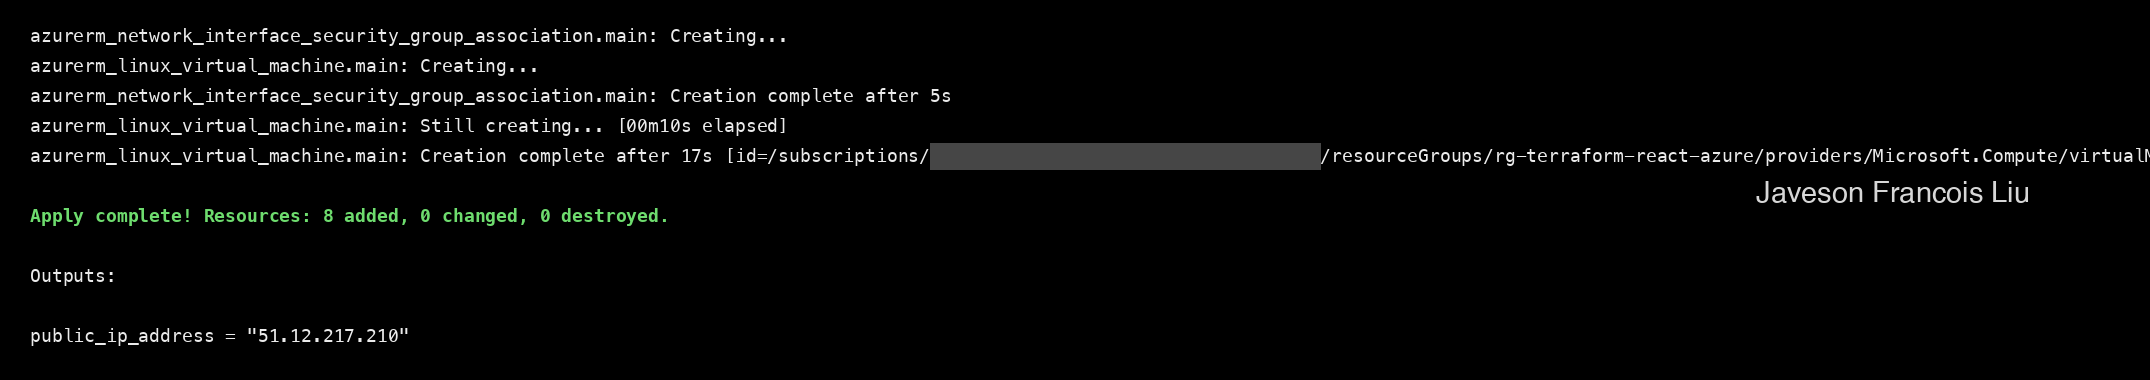 azurerm_network_interface_security_group_association.main: Creating...
azurerm_linux_virtual_machine.main: Creating...
azurerm_network_interface_security_group_association.main: Creation complete after 5s
azurerm_linux_virtual_machine.main: Still creating... [00m10s elapsed]
azurerm_linux_virtual_machine.main: Creation complete after 17s [id=/subscriptions/ /resourceGroups/rg-terraform-react-azure/providers/Microsoft.Compute/virtualM
Javeson Francois Liu
Apply complete! Resources: 8 added, 0 changed, 0 destroyed.
Outputs:
public_ip_address = "51.12.217.210"